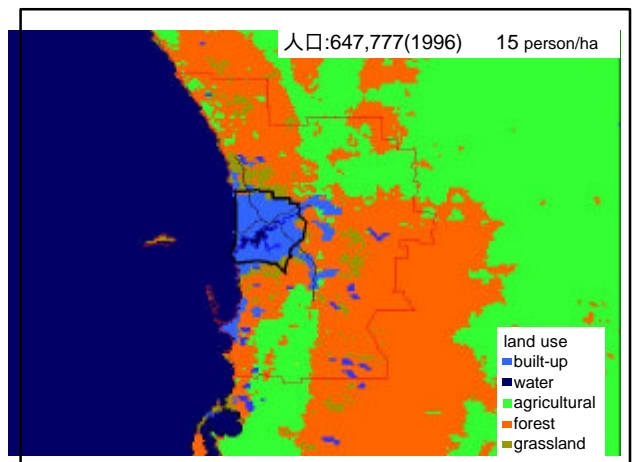 人口:647,777(1996) 15 person/ha
land use
built-up
water
agricultural
forest
grassland